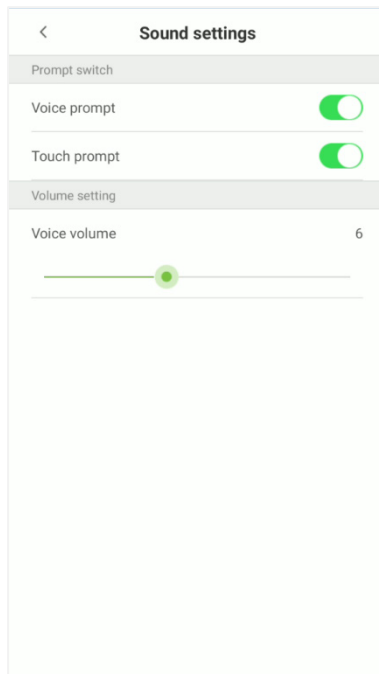 Sound settings
Prompt switch
Voice prompt
Touch prompt
Volume setting
Voice volume 6